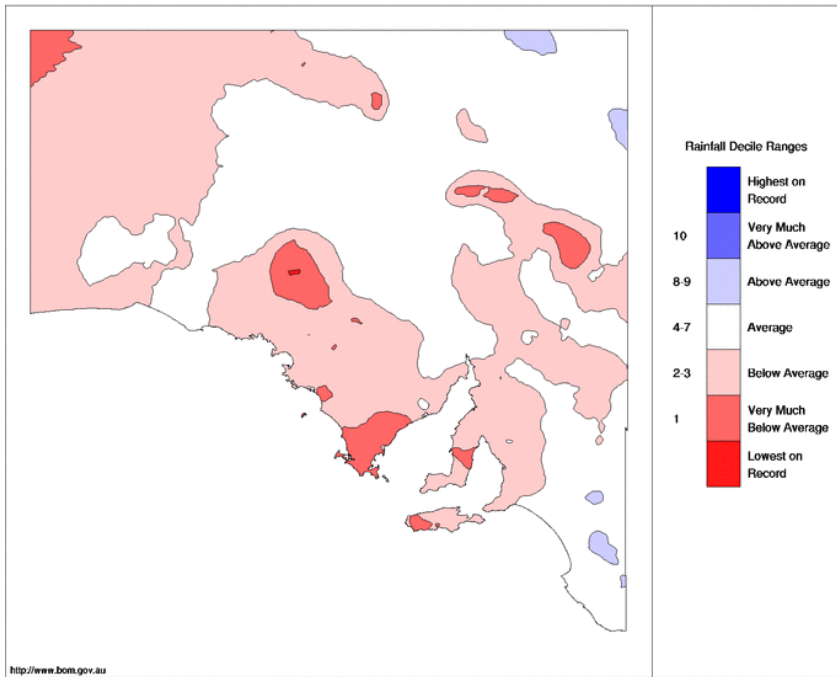 Rainfall Decile Ranges
Highest on
Record
10
Very Much
Above Average
8-9
Above Average
4-7
Average
2-3
Below Average
1
Very Much
Below Average
Lowest on
Record
http://www.bom.gov.au